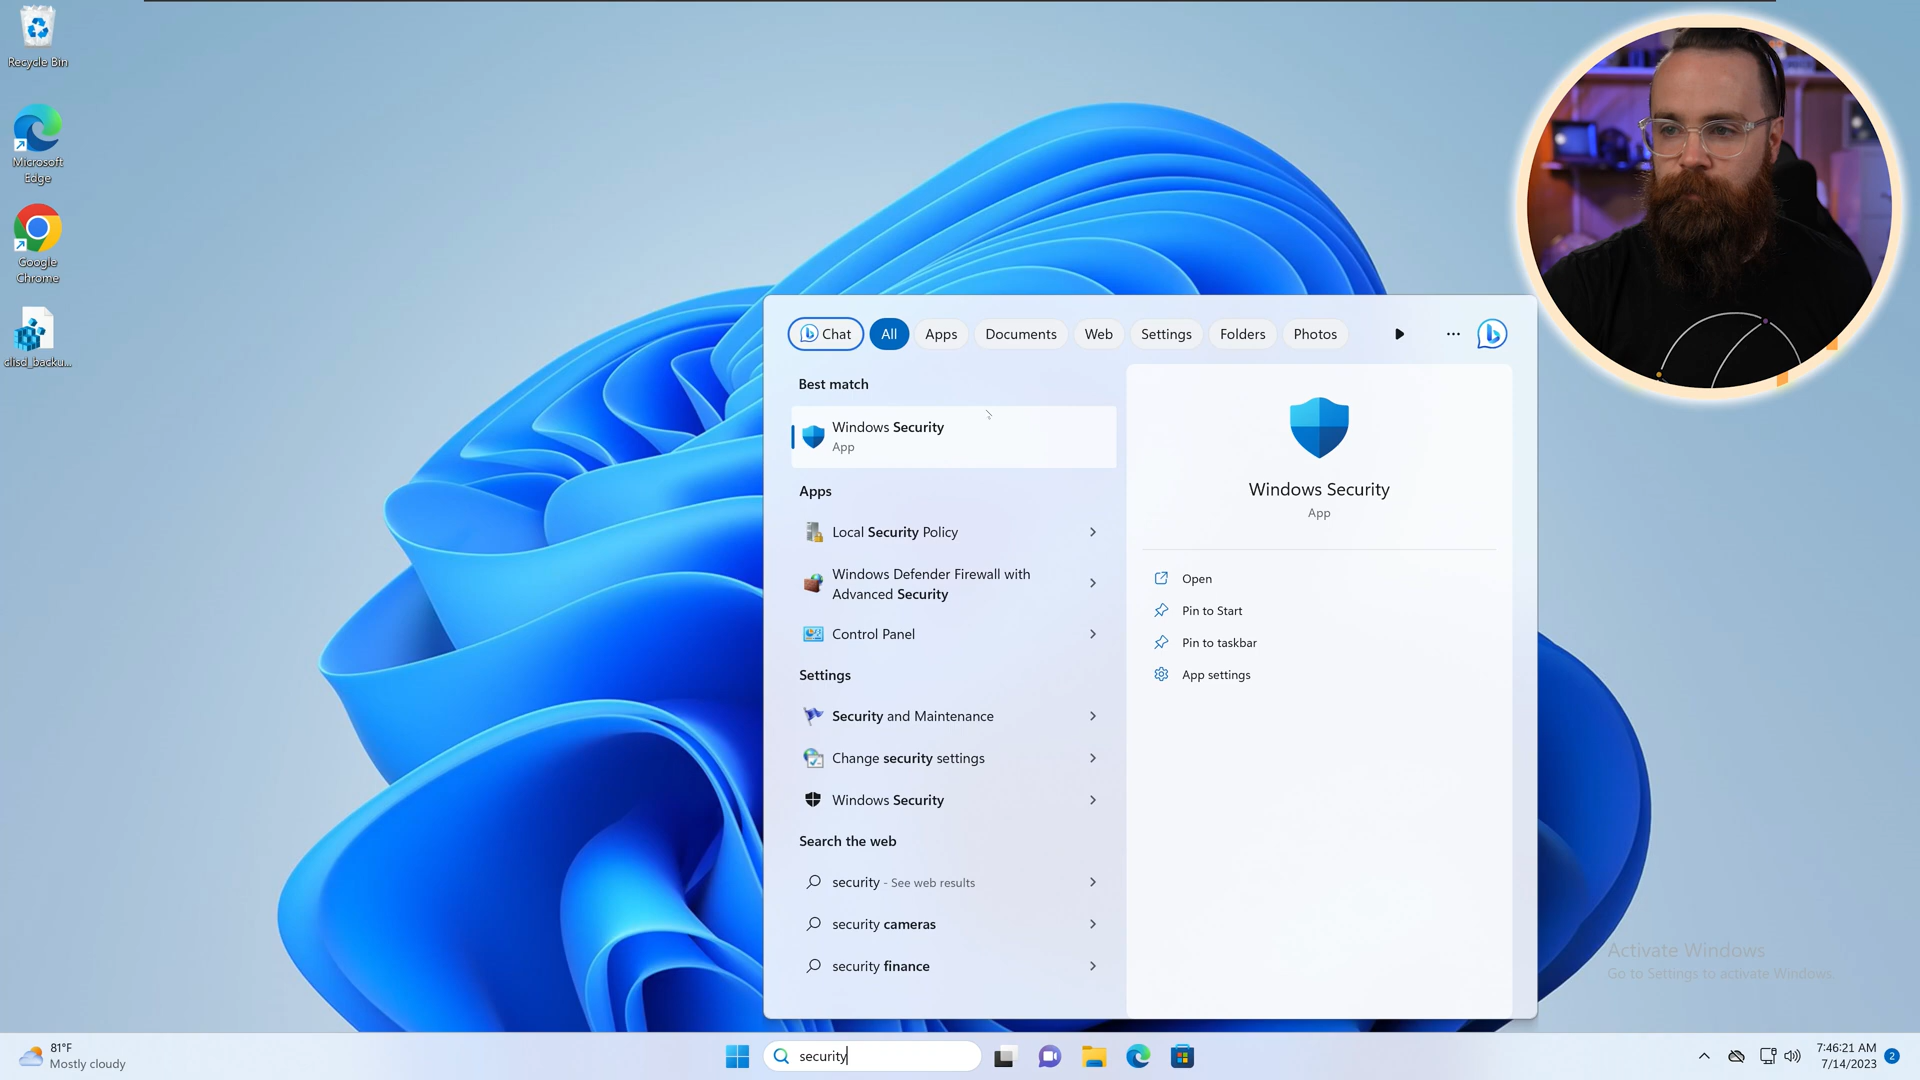 Recycle Bin
Microsoft
Edge
Google
Chrome
clisd_backu...
Chat
All
Apps
Documents
Web
Settings
Folders
Photos
Best match
Windows Security
App
Apps
Local Security Policy
Windows Defender Firewall with
Advanced Security
Control Panel
Settings
Security and Maintenance
Change security settings
Windows Security
Search the web
security - See web results
security cameras
security finance
Windows Security
App
Open
Pin to Start
Pin to taskbar
App settings
Activate Windows
Go to Settings to activate Windows.
81°F
Mostly cloudy
security
7:46:21 AM
7/14/2023
2